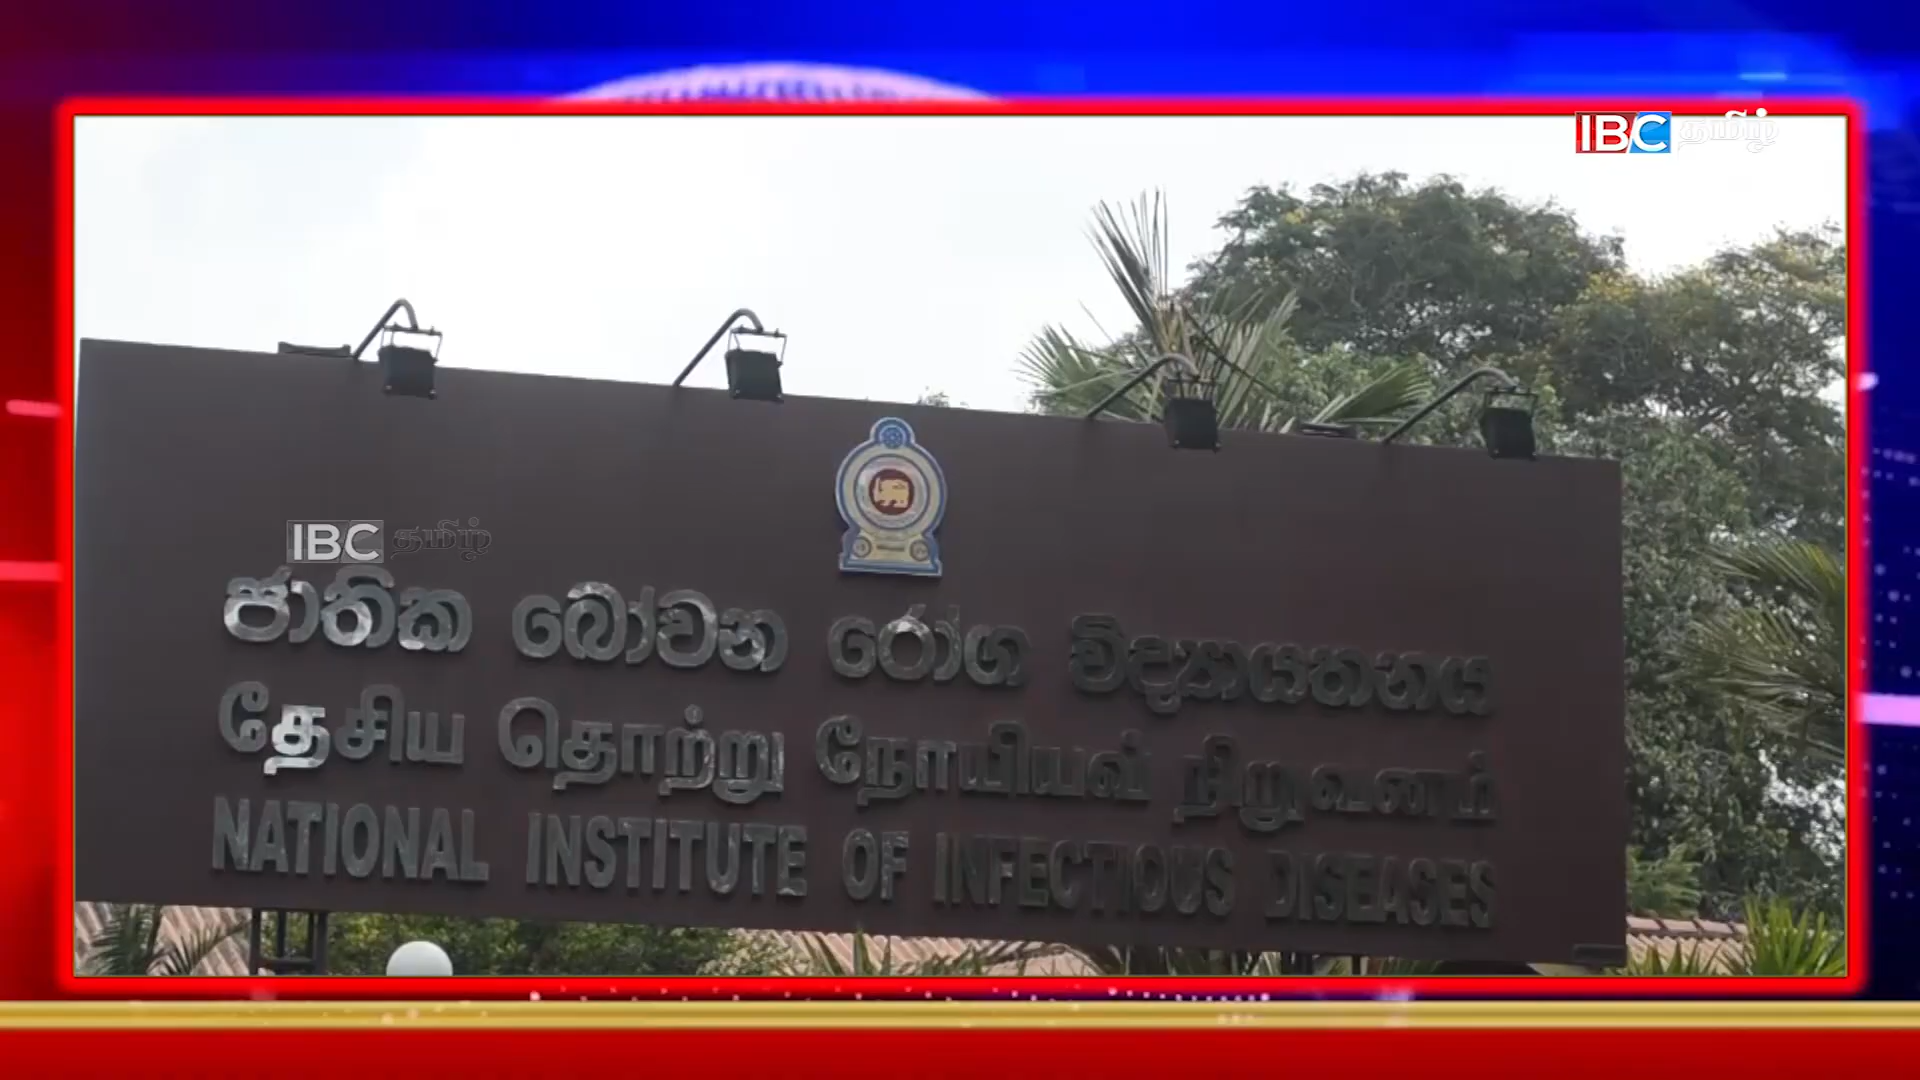 IBC தமிழ்
IBC தமிழ்
ජාතික බෝවන රෝග විද්‍යායතනය
தேசிய தொற்று நோயியல் நிறுவனம்
NATIONAL INSTITUTE OF INFECTIOUS DISEASES